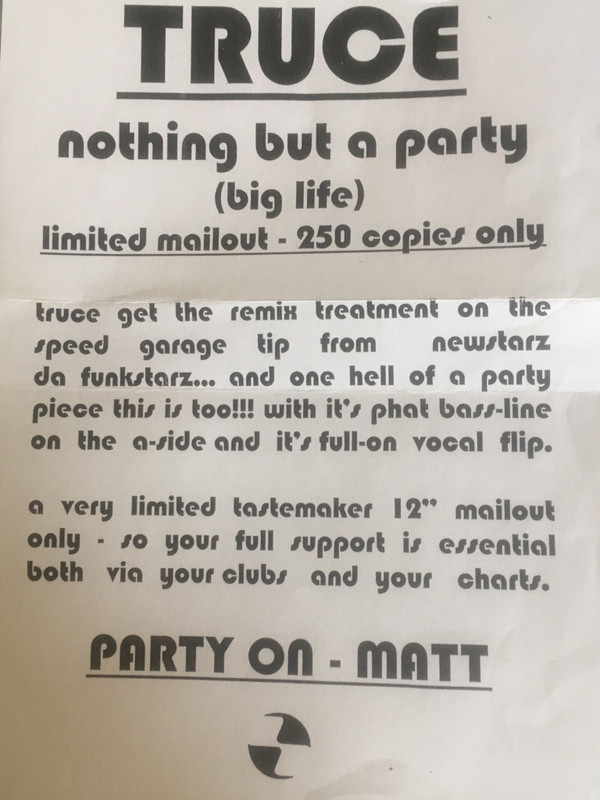 TRUCE
nothing but a party
(big life)
limited mailout - 250 copies only
truce get the remix treatment on the
speed garage tip from newstarz
da funkstarz... and one hell of a party
piece this is too!!! with it's phat bass-line
on the a-side and it's full-on vocal flip.
a very limited tastemaker 12" mailout
only - so your full support is essential
both via your clubs and your charts.
PARTY ON - MATT